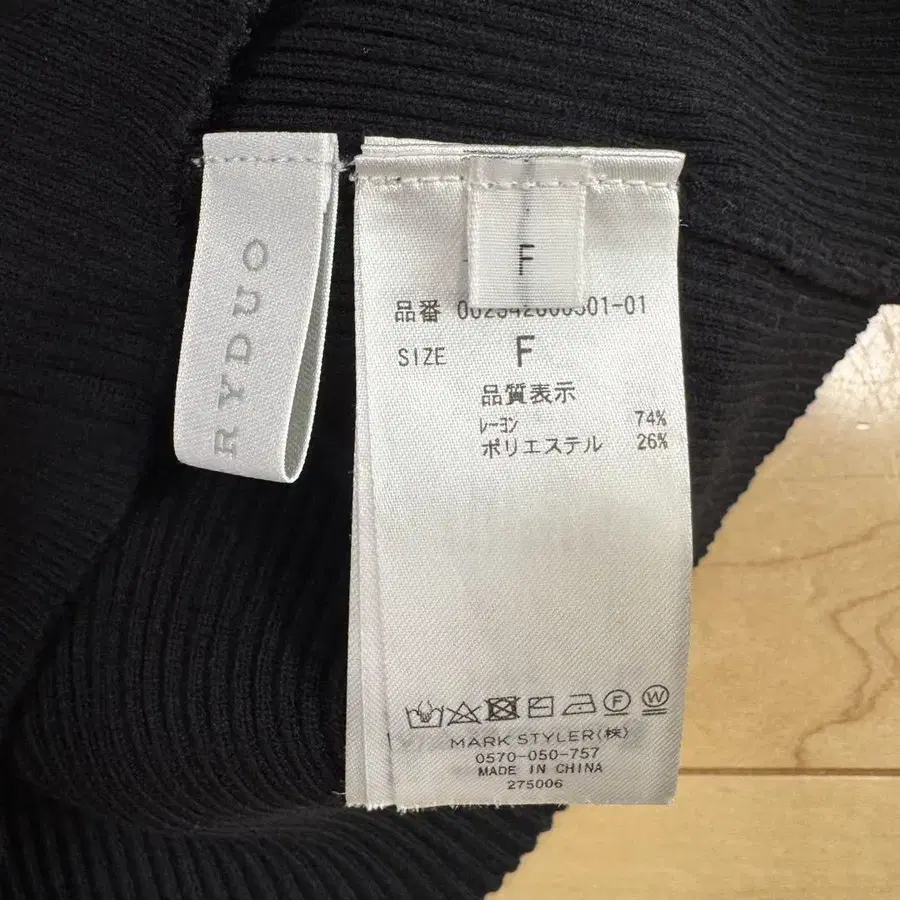 RYDUO
F
品番
SIZE F
品質表示
レーヨン 74%
ポリエステル 26%
F W
MARK STYLER(株)
0570-050-757
MADE IN CHINA
275006